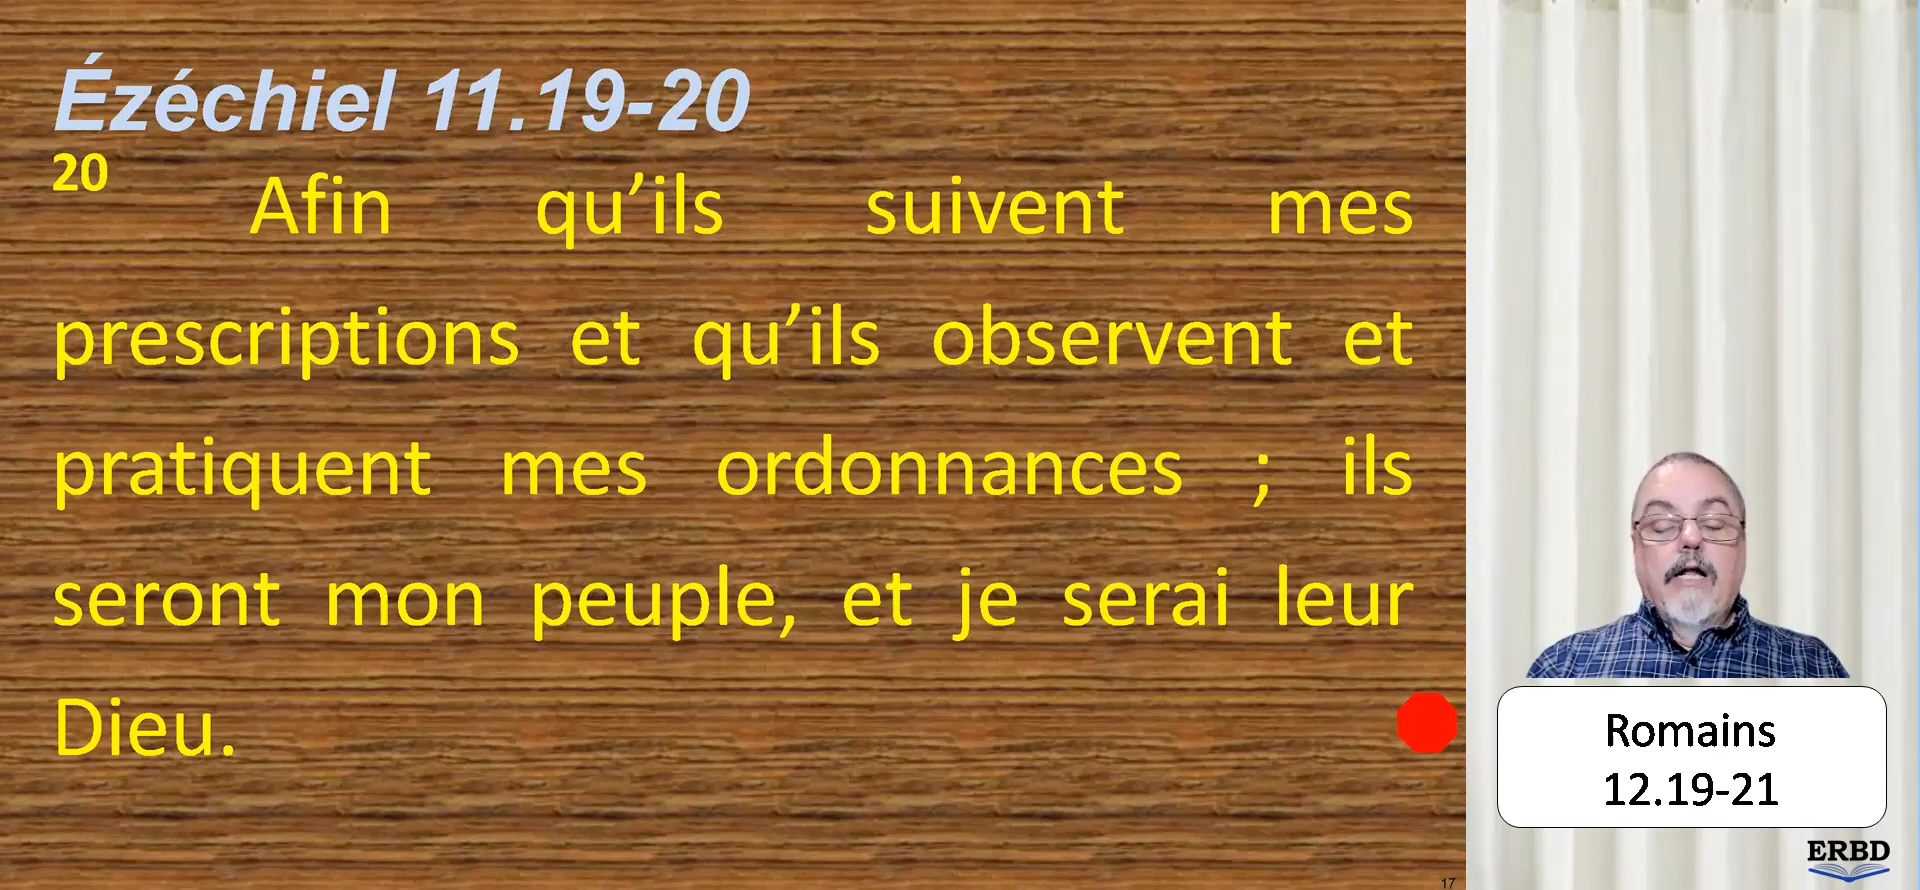 Ézéchiel 11.19-20
20 Afin qu’ils suivent mes
prescriptions et qu’ils observent et
pratiquent mes ordonnances ; ils
seront mon peuple, et je serai leur
Dieu.
17
Romains
12.19-21
ERBD